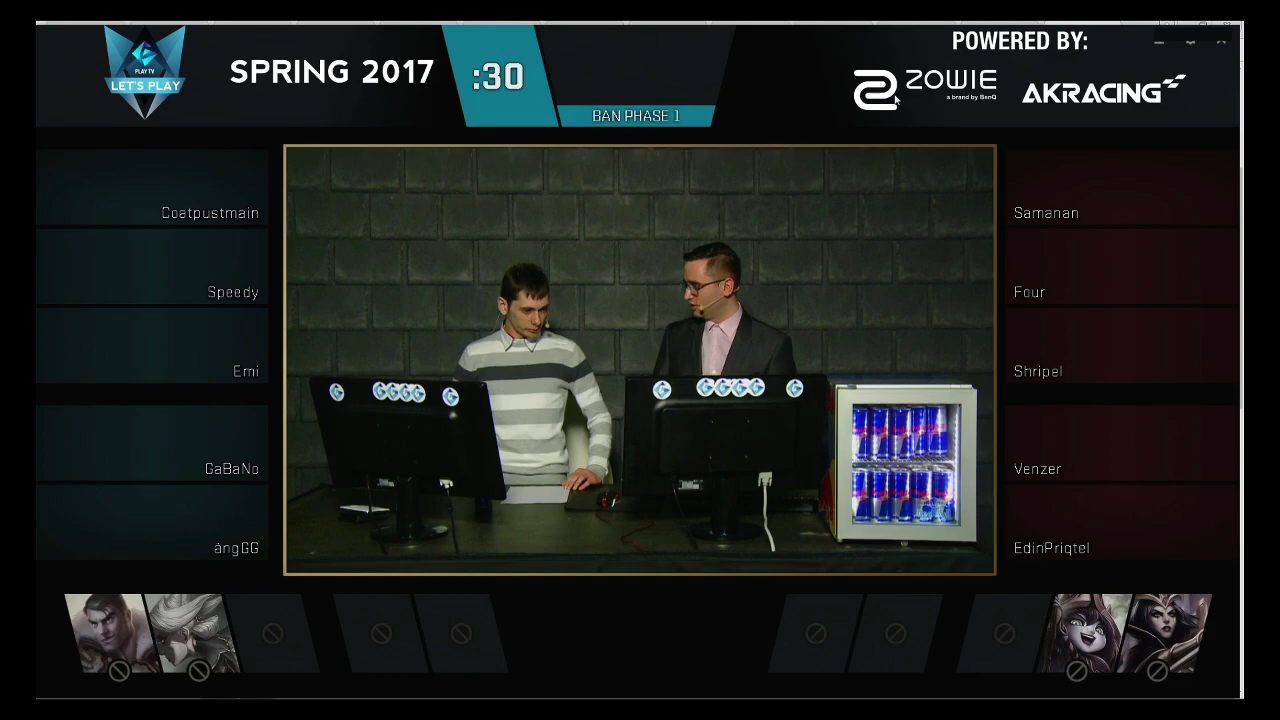 PLAY TV
LET'S PLAY
SPRING 2017
:30
BAN PHASE 1
POWERED BY:
ZOWIE
a brand by BenQ
AKRACING
Coatpustmain
Speedy
Emi
GaBaNo
ángGG
Samanan
Four
Shripel
Venzer
EdinPriqtel